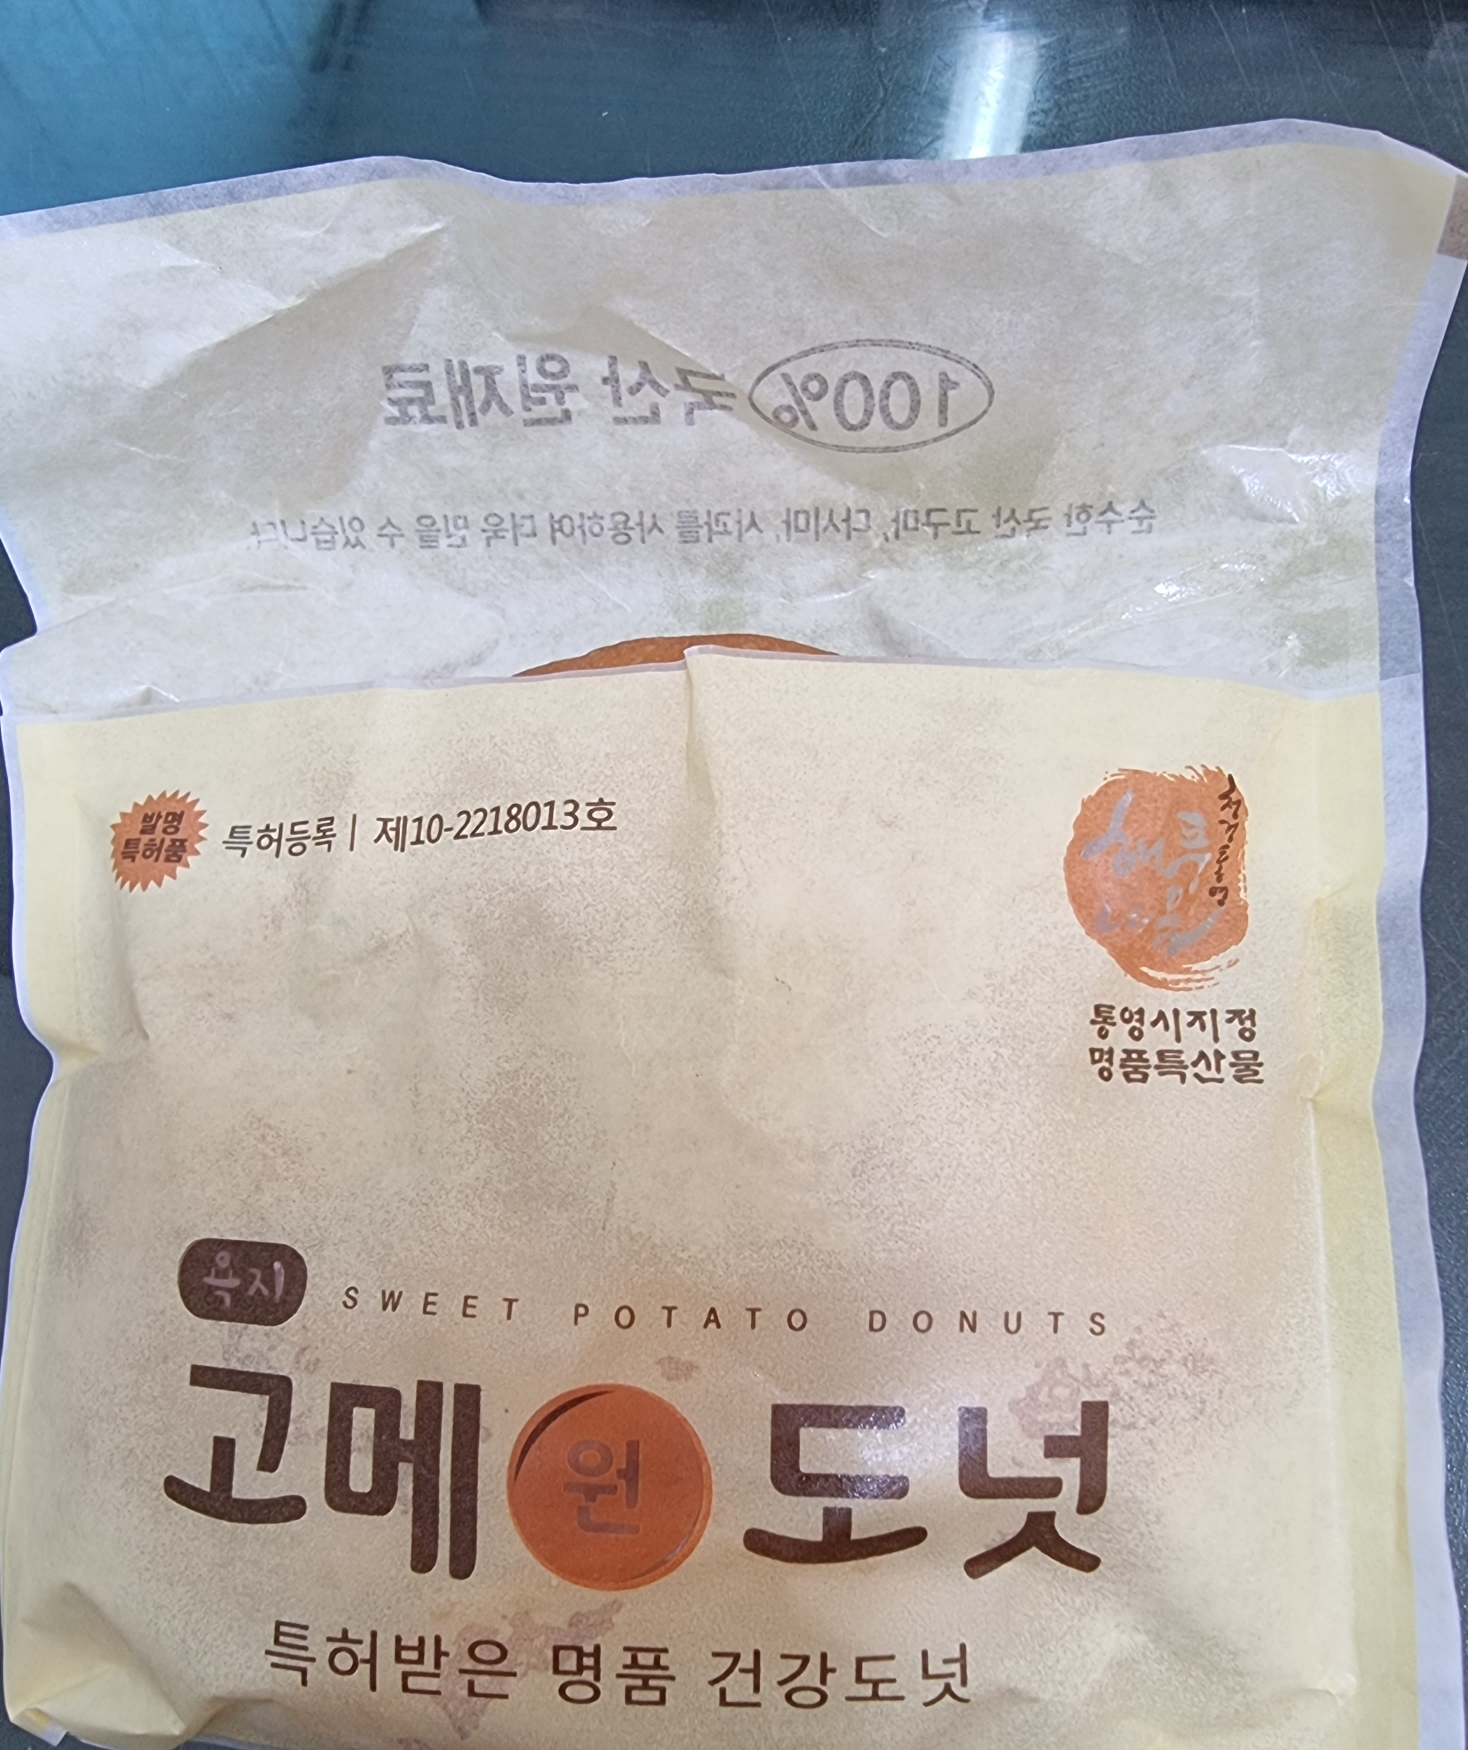 100% 국산 원재료
순수한 국산 고구마, 다시마, 사과를 사용하여 더욱 믿을 수 있습니다.
발명
특허품
특허등록 | 제10-2218013호
청정통영
통영시지정
명품특산물
욕지
SWEET POTATO DONUTS
고메원도넛
특허받은 명품 건강도넛